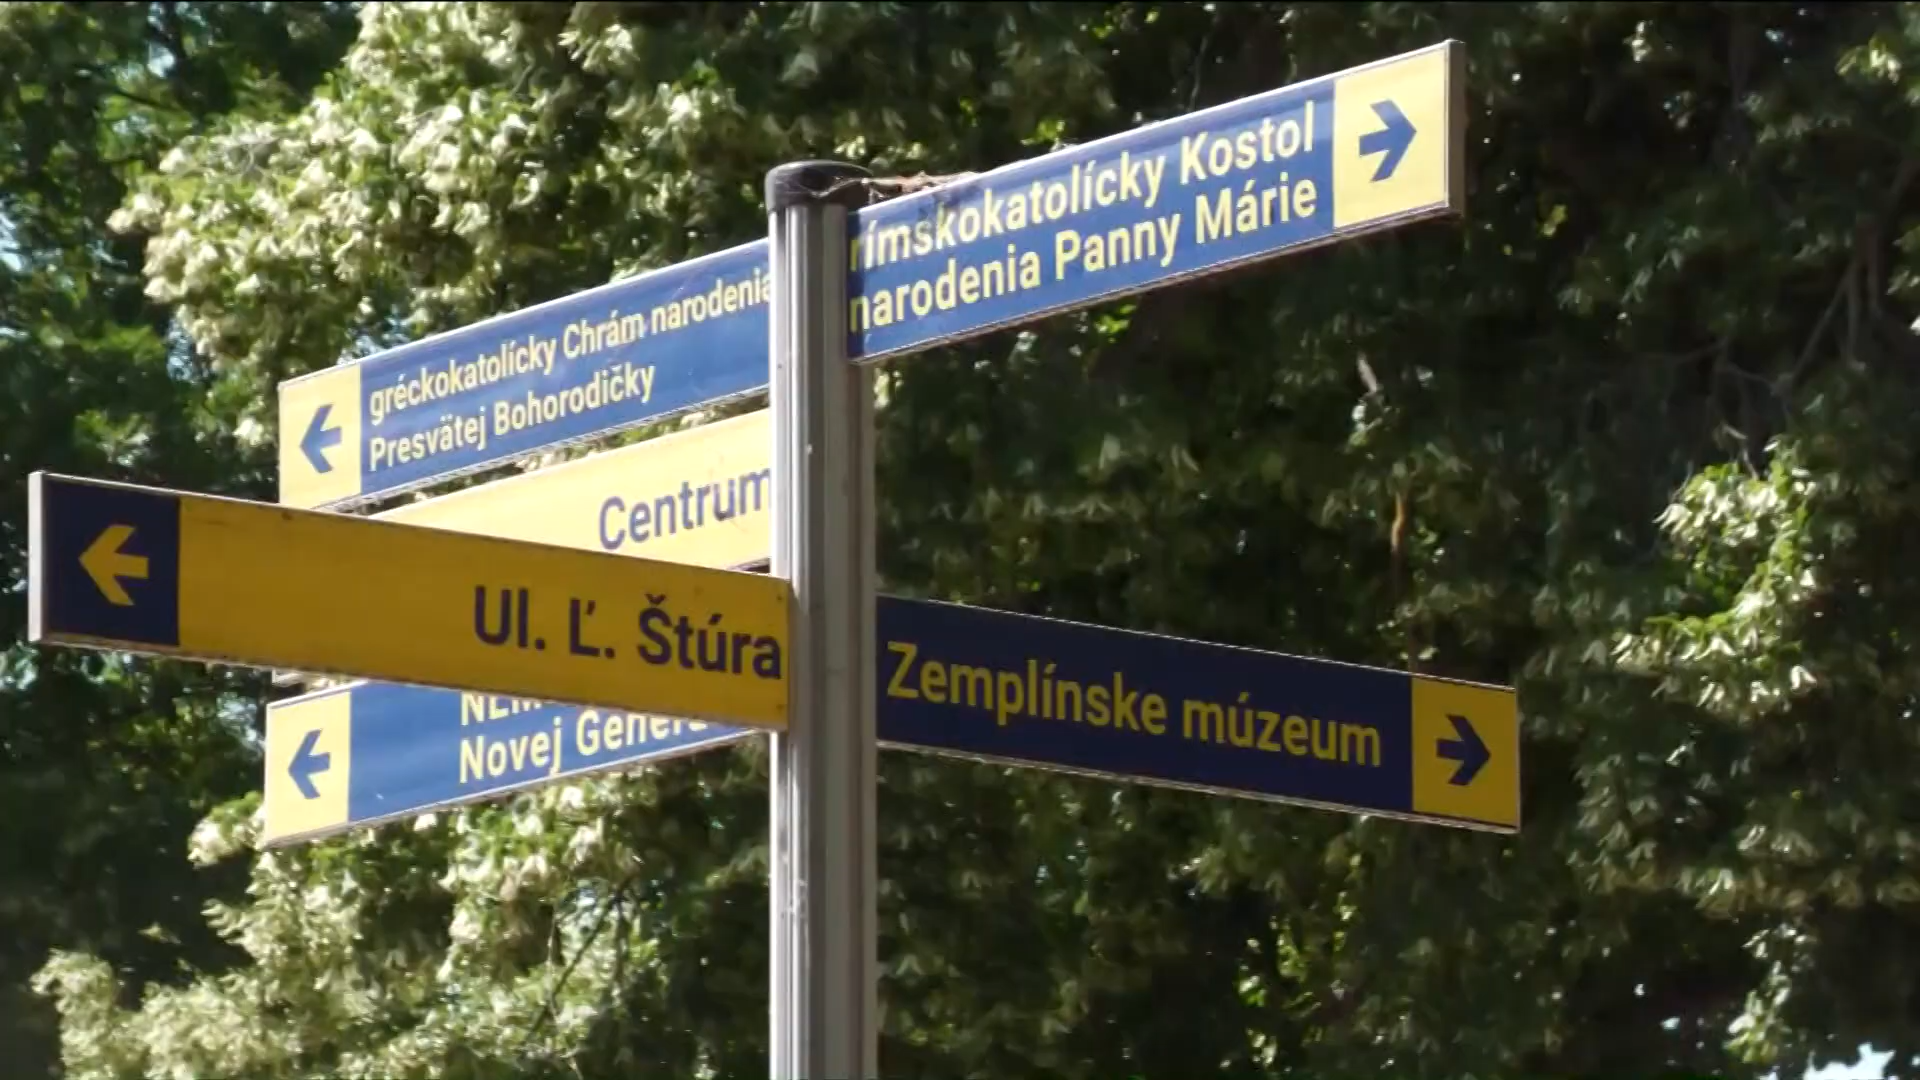 rímskokatolícky Kostol
narodenia Panny Márie
gréckokatolícky Chrám narodenia
Presvätej Bohorodičky
Centrum
Ul. Ľ. Štúra
Novej
Zemplínske múzeum